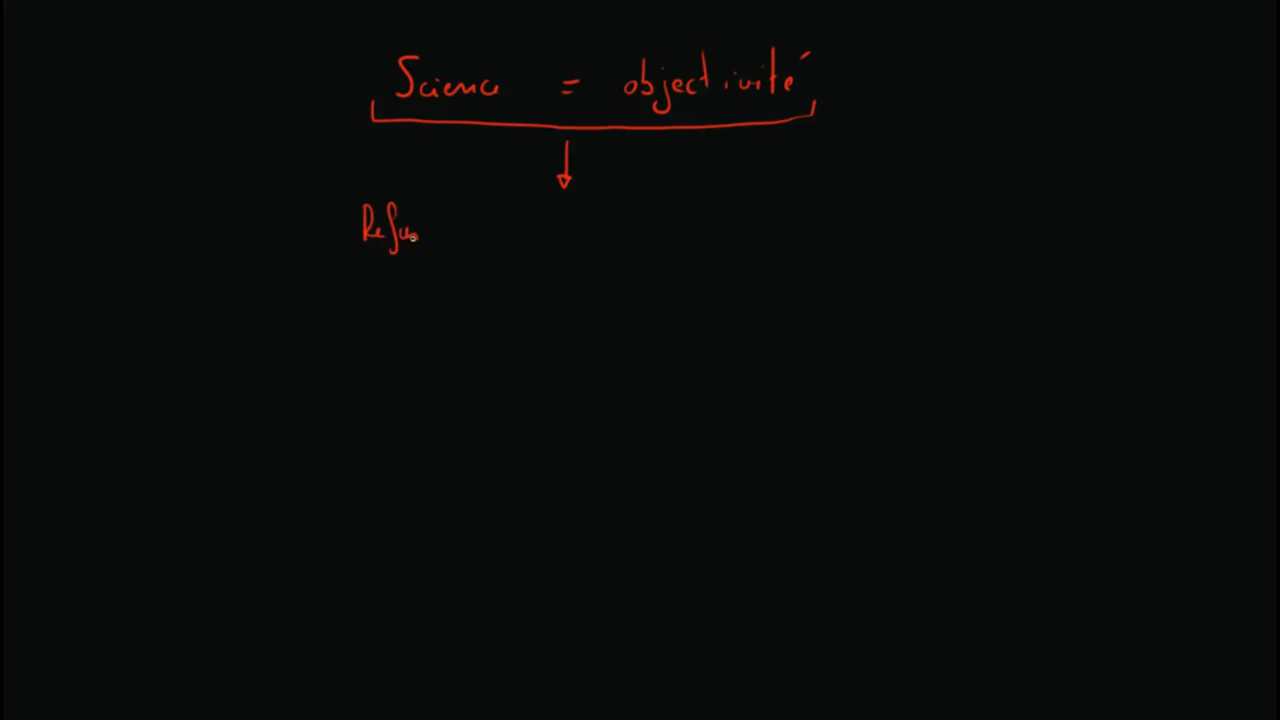 Science = objectivité
Refus